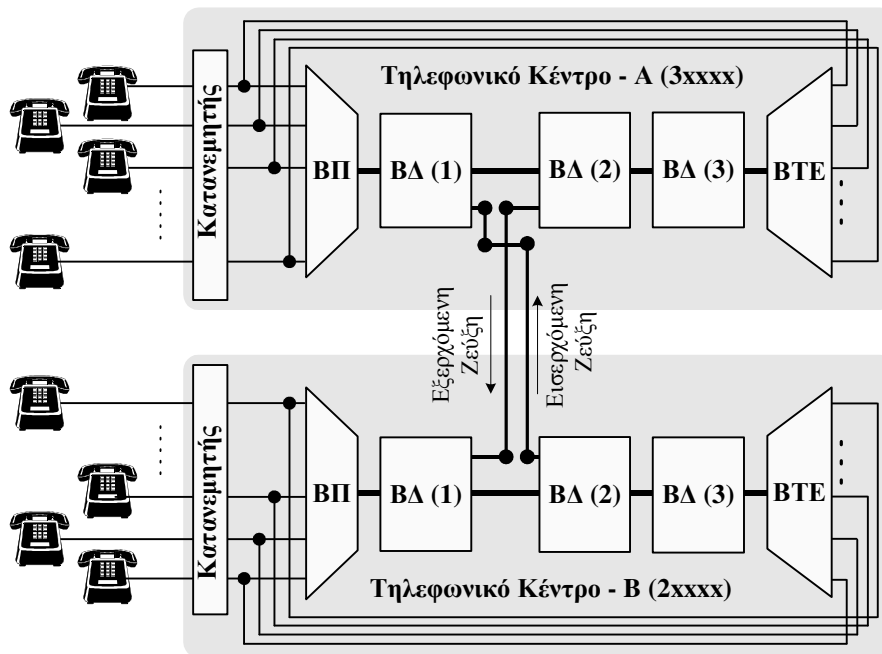 Τηλεφωνικό Κέντρο - Α (3xxxx)
Κατανεμητής
ΒΠ
ΒΔ (1)
ΒΔ (2)
ΒΔ (3)
ΒΤΕ
Εξερχόμενη
Ζεύξη
Εισερχόμενη
Ζεύξη
Κατανεμητής
ΒΠ
ΒΔ (1)
ΒΔ (2)
ΒΔ (3)
ΒΤΕ
Τηλεφωνικό Κέντρο - Β (2xxxx)